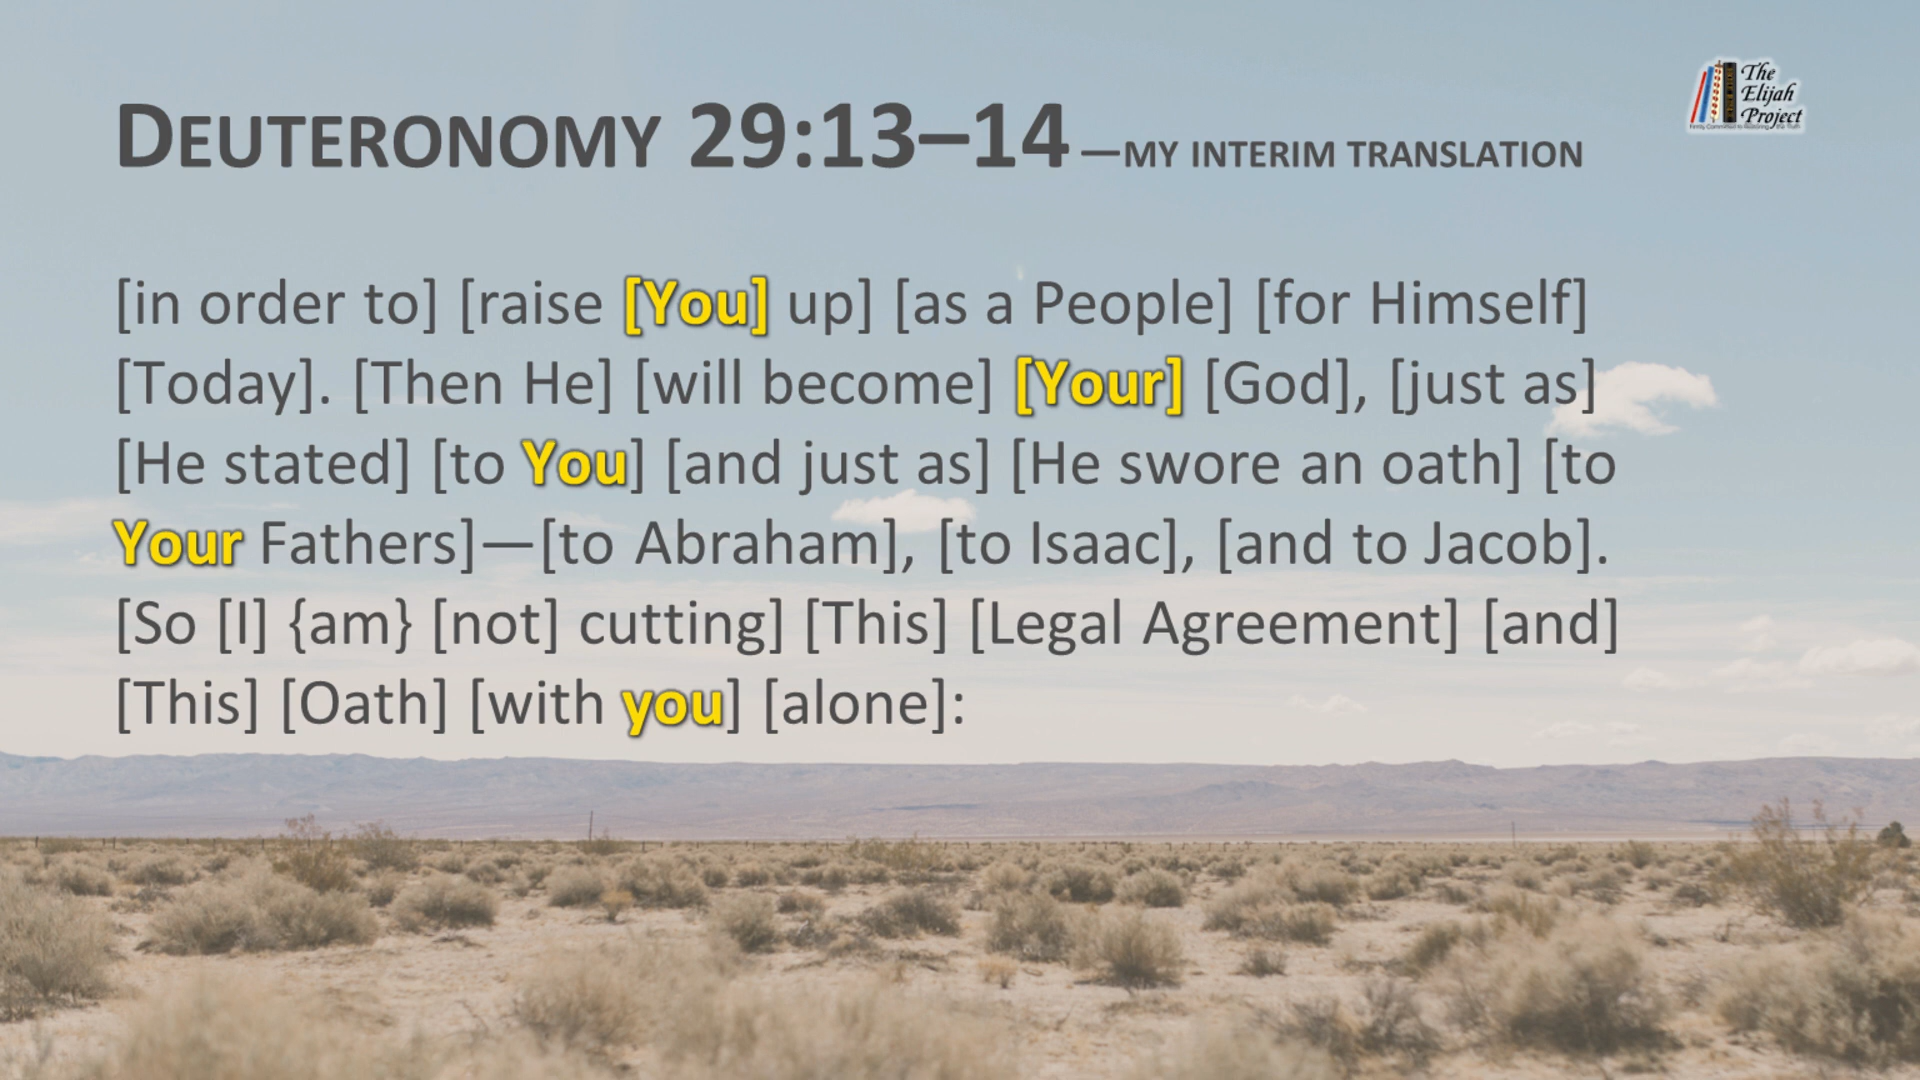 DEUTERONOMY 29:13–14 —MY INTERIM TRANSLATION
The
Elijah
Project
[in order to] [raise [You] up] [as a People] [for Himself]
[Today]. [Then He] [will become] [Your] [God], [just as]
[He stated] [to You] [and just as] [He swore an oath] [to
Your Fathers]—[to Abraham], [to Isaac], [and to Jacob].
[So [I] {am} [not] cutting] [This] [Legal Agreement] [and]
[This] [Oath] [with you] [alone]: